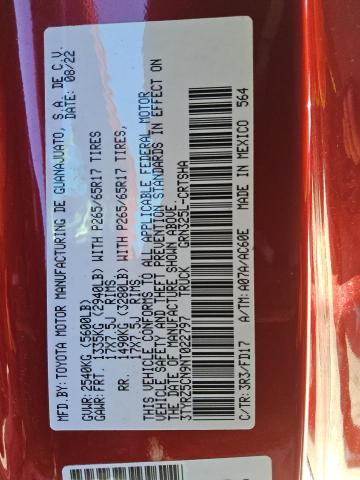 MFD.BY:TOYOTA MOTOR MANUFACTURING DE GUANAJUATO, S.A. DE C.V.
DATE: 08/22
GVWR: 2540KG(5600LB)
GAWR: FRT. 1335KG(2940LB) WITH P265/65R17 TIRES
17X7.5J RIMS
RR. 1490KG(3280LB) WITH P265/65R17 TIRES,
17X7.5J RIMS
THIS VEHICLE CONFORMS TO ALL APPLICABLE FEDERAL MOTOR
VEHICLE SAFETY AND THEFT PREVENTION STANDARDS IN EFFECT ON
THE DATE OF MANUFACTURE SHOWN ABOVE.
3TYRZ5CN9NT022797 TRUCK GRN325L-CRTSHA
C/TR: 3R3/FD17 A/TM: A07A/AC60E MADE IN MEXICO 564